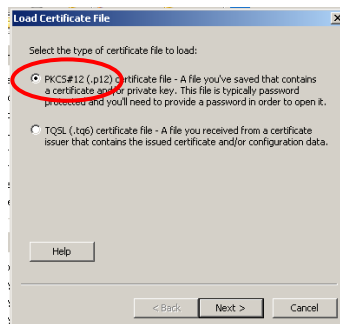 Load Certificate File
Select the type of certificate file to load:
PKCS#12 (.p12) certificate file - A file you've saved that contains
a certificate and/or private key. This file is typically password
protected and you'll need to provide a password in order to open it.
TQSL (.tq6) certificate file - A file you received from a certificate
issuer that contains the issued certificate and/or configuration data.
Help
< Back
Next >
Cancel